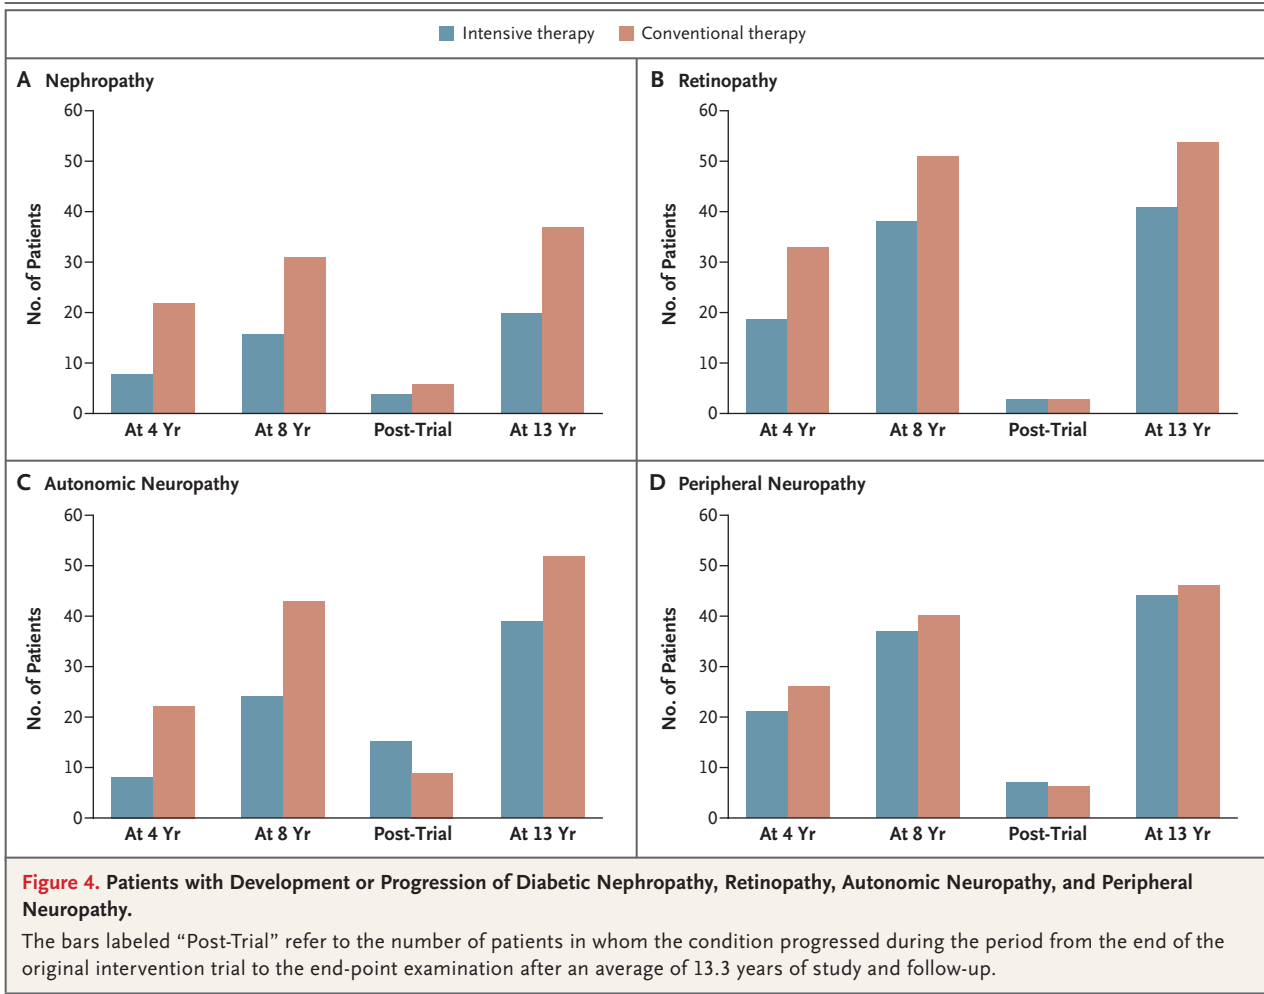 Intensive therapy Conventional therapy
A Nephropathy
60
50
40
30
20
10
0
No. of Patients
At 4 Yr At 8 Yr Post-Trial At 13 Yr
B Retinopathy
60
50
40
30
20
10
0
No. of Patients
At 4 Yr At 8 Yr Post-Trial At 13 Yr
C Autonomic Neuropathy
60
50
40
30
20
10
0
No. of Patients
At 4 Yr At 8 Yr Post-Trial At 13 Yr
D Peripheral Neuropathy
60
50
40
30
20
10
0
No. of Patients
At 4 Yr At 8 Yr Post-Trial At 13 Yr
Figure 4. Patients with Development or Progression of Diabetic Nephropathy, Retinopathy, Autonomic Neuropathy, and Peripheral
Neuropathy.
The bars labeled “Post-Trial” refer to the number of patients in whom the condition progressed during the period from the end of the
original intervention trial to the end-point examination after an average of 13.3 years of study and follow-up.